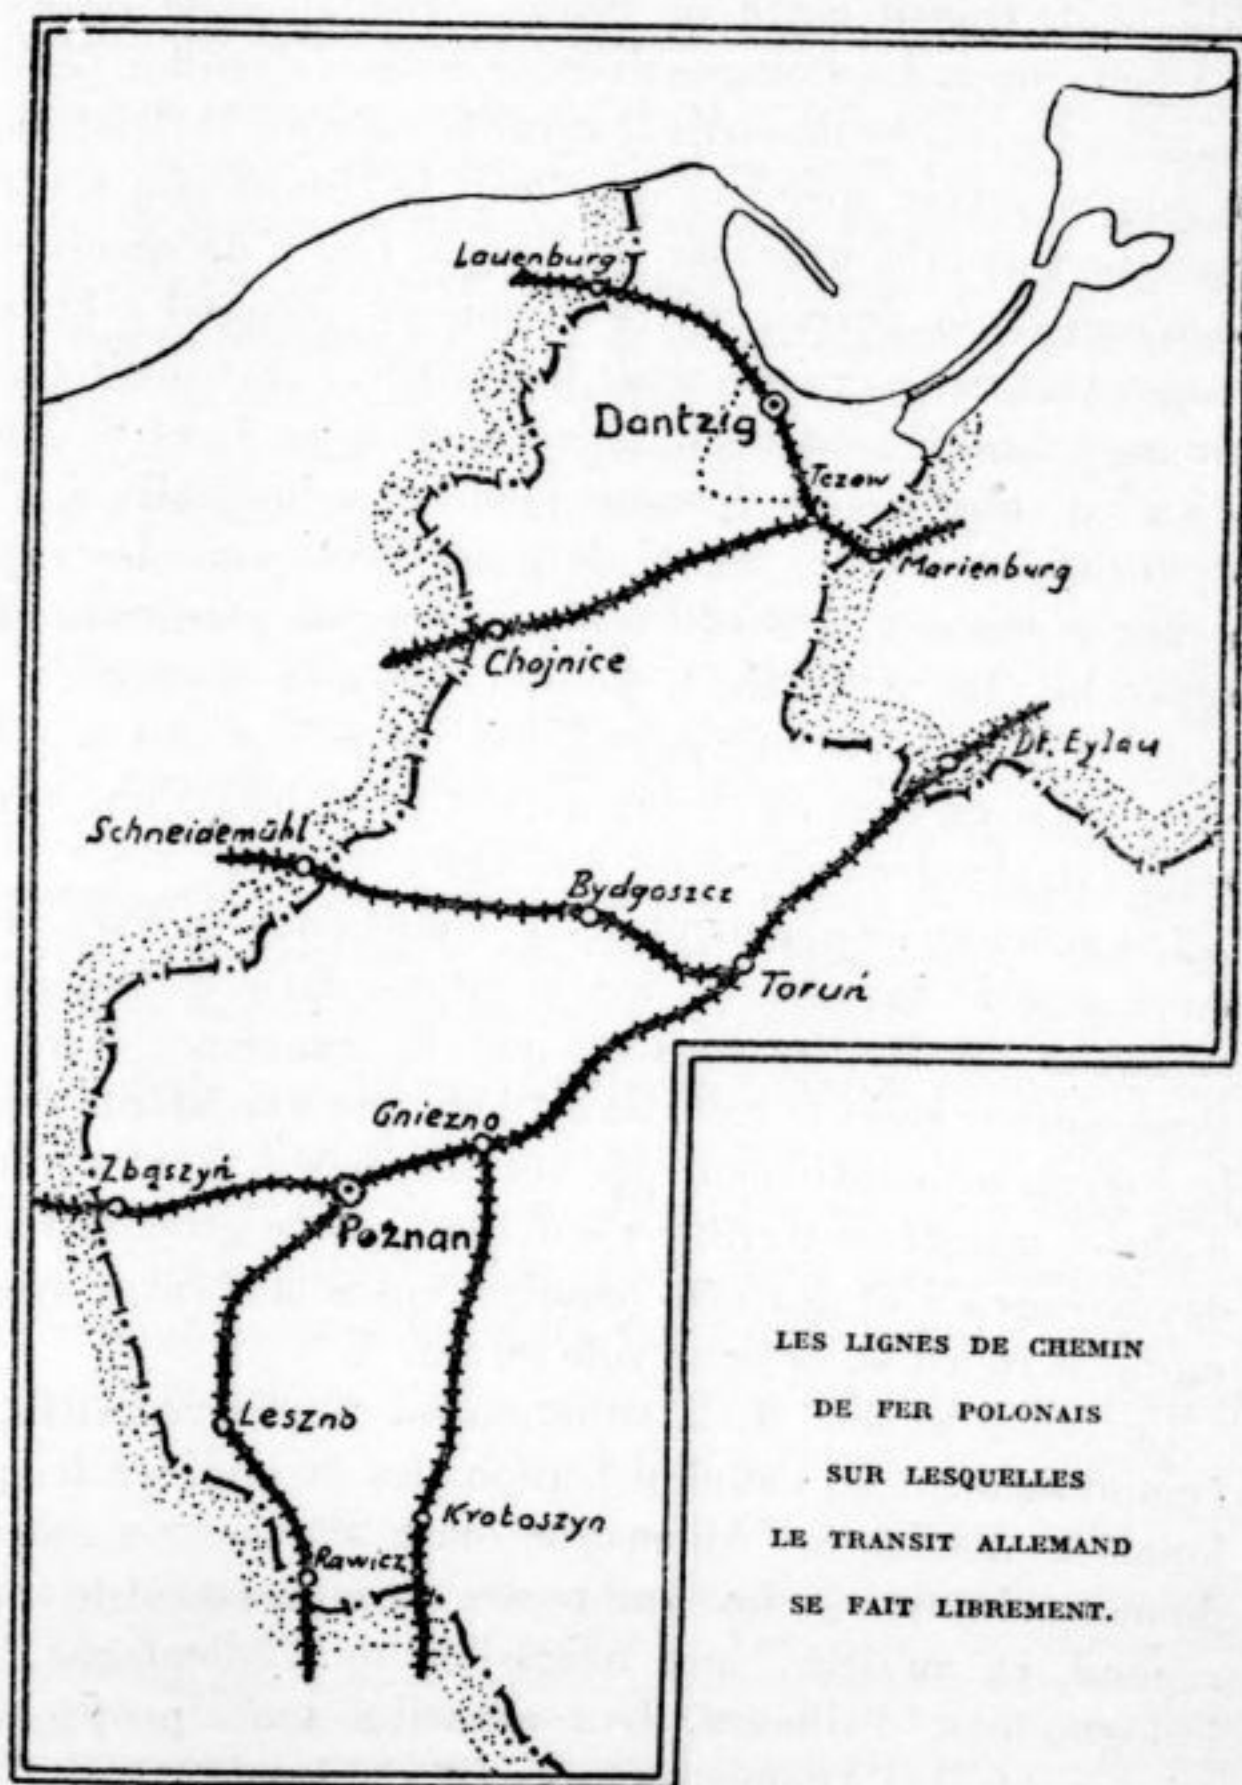 Lauenburg
Dantzig
Tczew
Marienburg
Chojnice
Dt. Eylau
Schneidemühl
Bydgoszcz
Toruń
Gniezno
Zbąszyń
Poznan
Leszno
Krotoszyn
Rawicz
LES LIGNES DE CHEMIN
DE FER POLONAIS
SUR LESQUELLES
LE TRANSIT ALLEMAND
SE FAIT LIBREMENT.